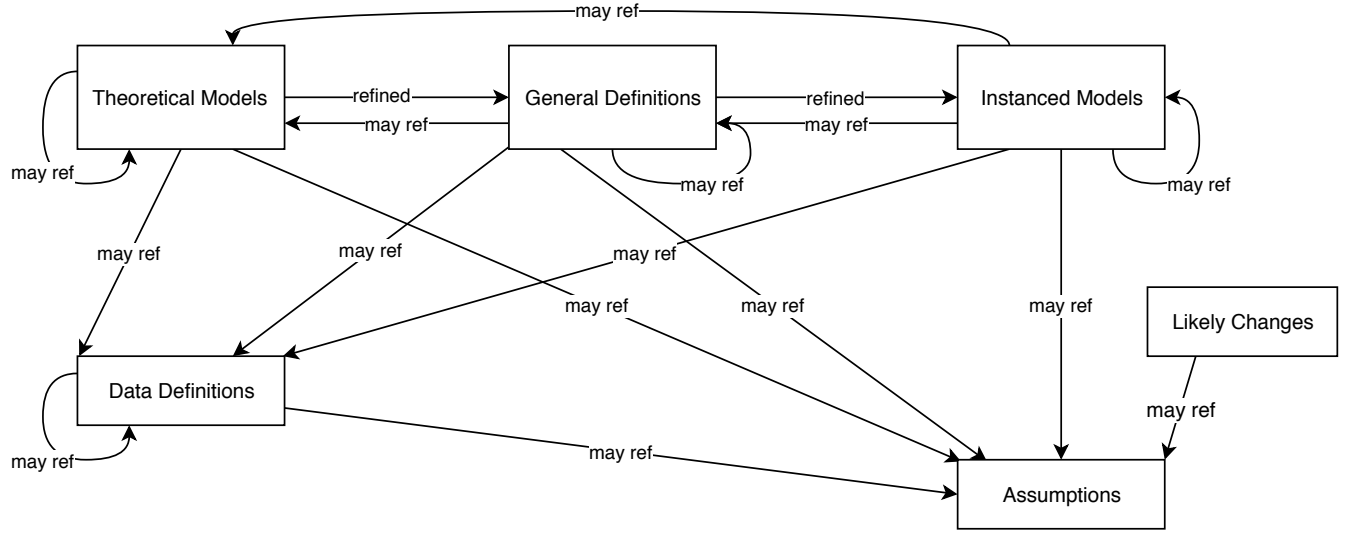 may ref
Theoretical Models
refined
General Definitions
refined
Instanced Models
may ref
may ref
may ref
may ref
may ref
may ref
may ref
may ref
may ref
may ref
may ref
may ref
Likely Changes
Data Definitions
may ref
may ref
may ref
Assumptions